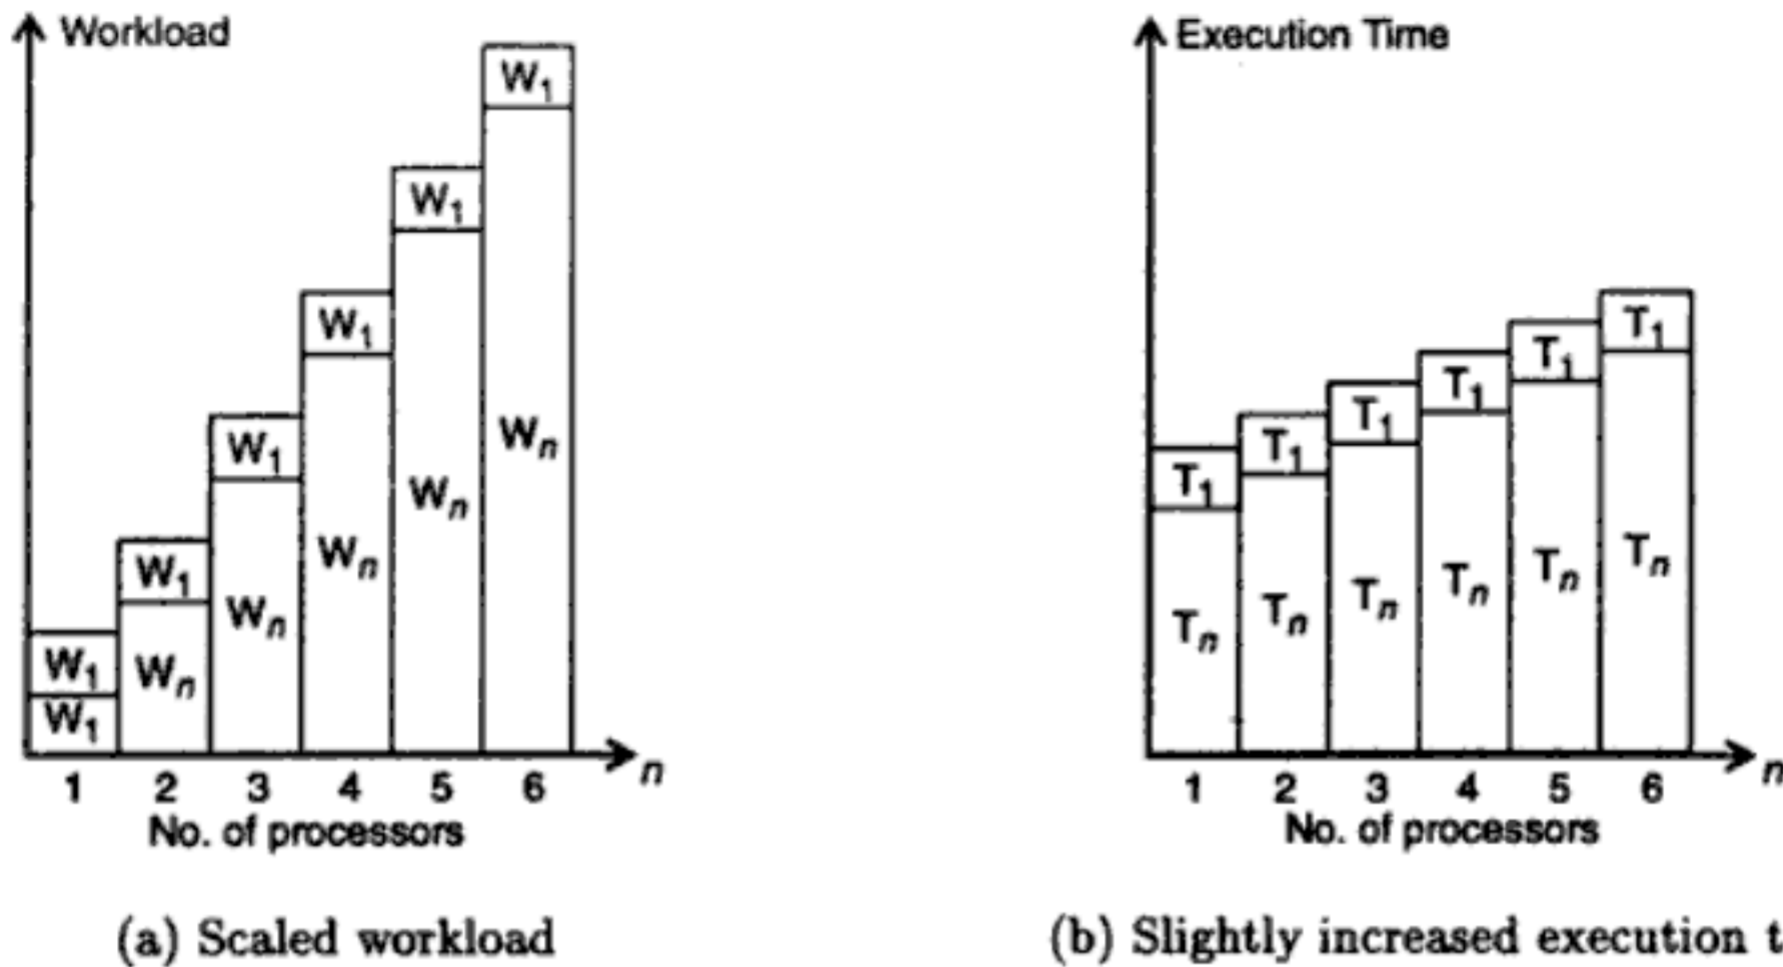 Workload
W1
W1
W1
W1
W1
W1
W1
Wn
Wn
Wn
Wn
Wn
1 2 3 4 5 6
n
No. of processors
(a) Scaled workload
Execution Time
T1
T1
T1
T1
T1
T1
Tn
Tn
Tn
Tn
Tn
Tn
1 2 3 4 5 6
n
No. of processors
(b) Slightly increased execution t